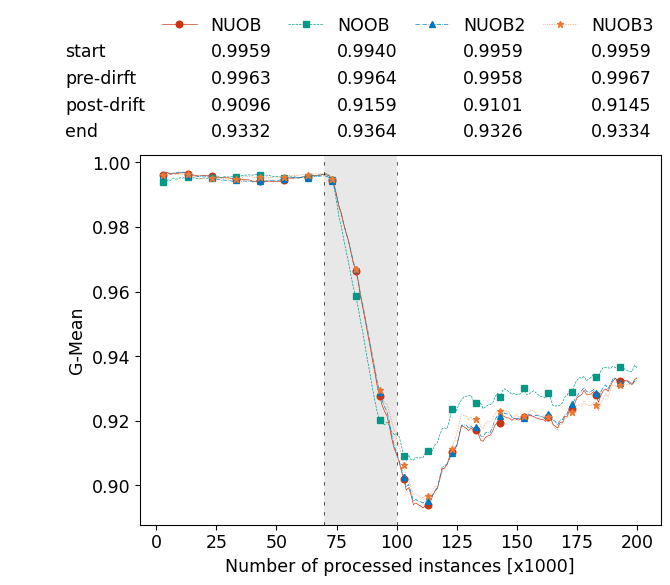 NUOB NOOB NUOB2 NUOB3
start 0.9959 0.9940 0.9959 0.9959
pre-dirft 0.9963 0.9964 0.9958 0.9967
post-drift 0.9096 0.9159 0.9101 0.9145
end 0.9332 0.9364 0.9326 0.9334
1.00
0.98
0.96
0.94
0.92
0.90
G-Mean
0 25 50 75 100 125 150 175 200
Number of processed instances [x1000]